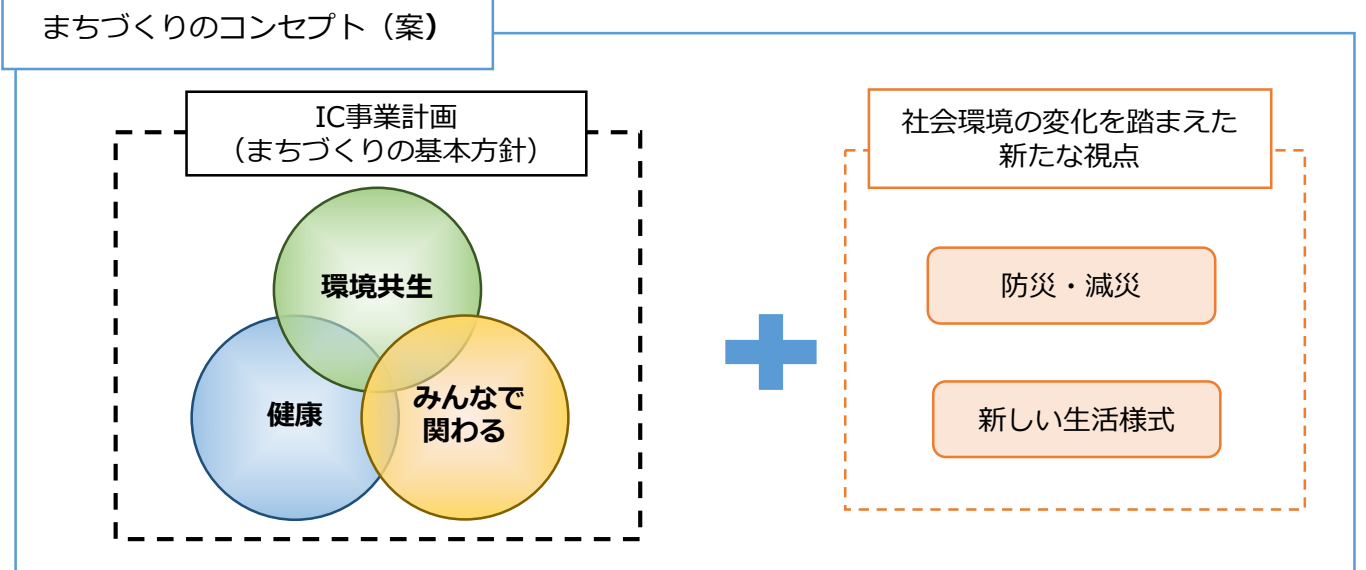 まちづくりのコンセプト（案)
IC事業計画
（まちづくりの基本方針）
環境共生
健康
みんなで
関わる
社会環境の変化を踏まえた
新たな視点
防災・減災
新しい生活様式